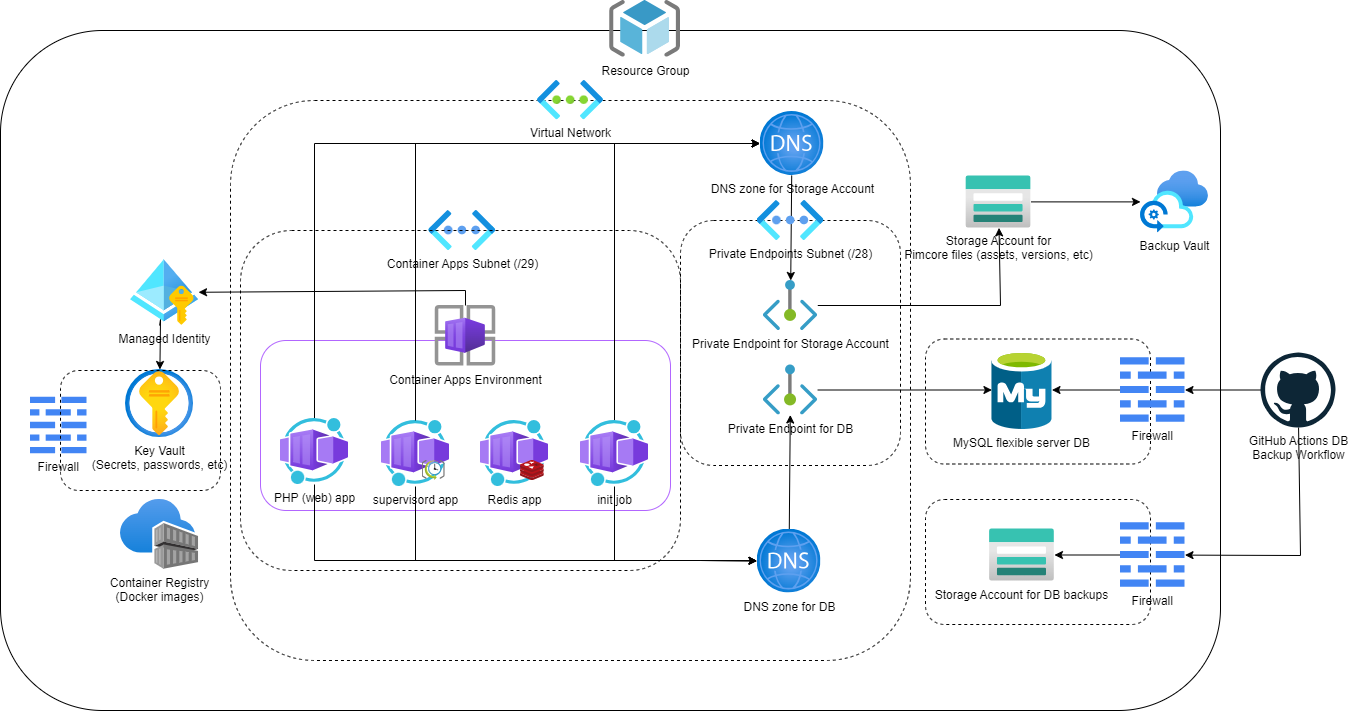 Resource Group
Virtual Network
DNS
DNS zone for Storage Account
Container Apps Subnet (/29)
Private Endpoints Subnet (/28)
Storage Account for
Pimcore files (assets, versions, etc)
Backup Vault
Managed Identity
Private Endpoint for Storage Account
Container Apps Environment
My
Private Endpoint for DB
MySQL flexible server DB
Firewall
GitHub Actions DB
Backup Workflow
Key Vault
(Secrets, passwords, etc)
Firewall
PHP (web) app
supervisord app
Redis app
init job
DNS
DNS zone for DB
Container Registry
(Docker images)
Storage Account for DB backups
Firewall